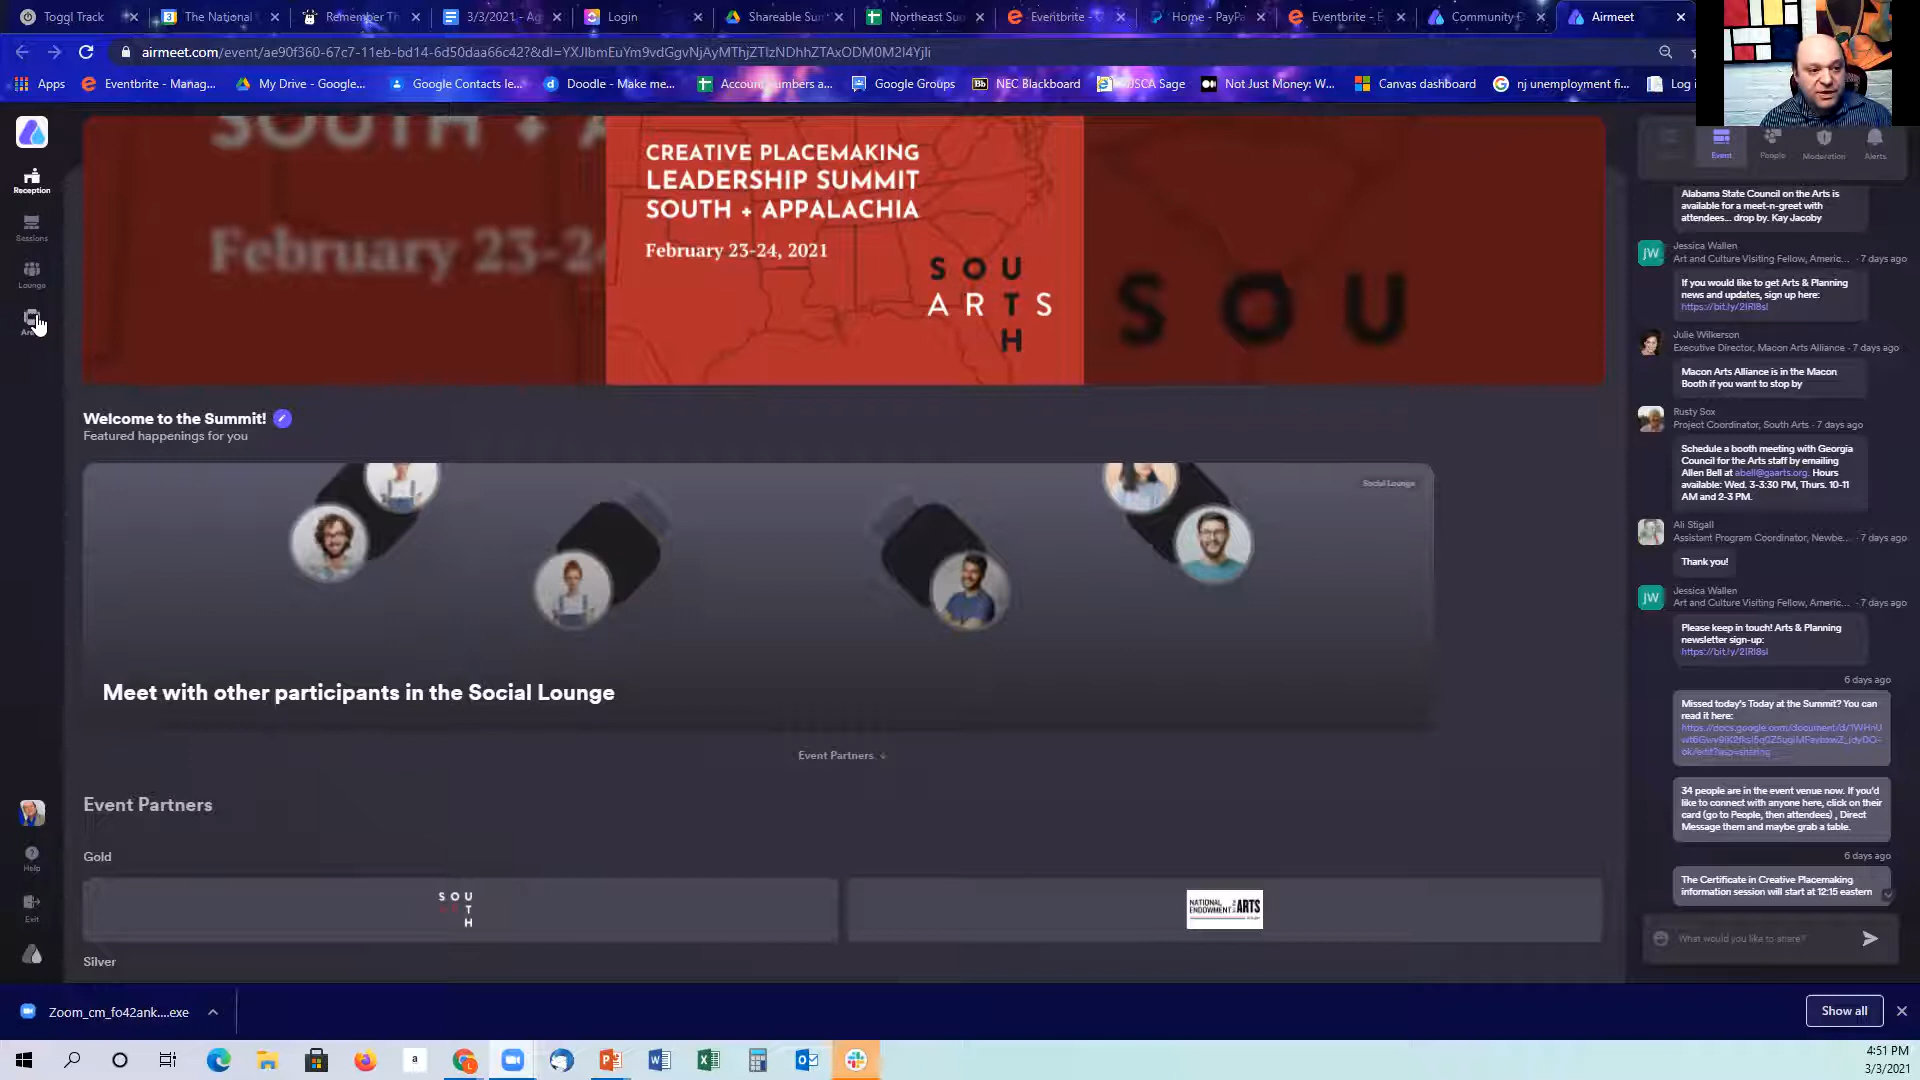 Toggl Track
The National
Remember Th
3/3/2021 - Ag
Login
Shareable Sum
Northeast Sum
Eventbrite -
Home - PayPa
Eventbrite - E
Community
Airmeet
airmeet.com/event/ae90f360-67c7-11eb-bd14-6d50daa66c42?&dl=
Apps
Eventbrite - Manag...
My Drive - Google...
Google Contacts le...
Doodle - Make me...
Account numbers a...
Google Groups
Bb NEC Blackboard
Sage
Not Just Money: W...
Canvas dashboard
nj unemployment fi...
Log i
Reception
Sessions
Lounge
SOUTH + A
February 23-24
CREATIVE PLACEMAKING
LEADERSHIP SUMMIT
SOUTH + APPALACHIA
February 23-24, 2021
SOUTH
ARTS
SOU
Welcome to the Summit!
Featured happenings for you
Social Lounge
Meet with other participants in the Social Lounge
Event Partners
Event Partners
Gold
SOUTH
NATIONAL ENDOWMENT for the ARTS
Silver
Help
Exit
Event
People
Moderation
Alerts
Alabama State Council on the Arts is
available for a meet-n-greet with
attendees... drop by. Kay Jacoby
JW
Jessica Wallen
Art and Culture Visiting Fellow, Americ... · 7 days ago
If you would like to get Arts & Planning
news and updates, sign up here:
Julie Wilkerson
Executive Director, Macon Arts Alliance · 7 days ago
Macon Arts Alliance is in the Macon
Booth if you want to stop by
Rusty Sox
Project Coordinator, South Arts · 7 days ago
Schedule a booth meeting with Georgia
Council for the Arts staff by emailing
Allen Bell at abell@gaarts.org. Hours
available: Wed. 3-3:30 PM, Thurs. 10-11
AM and 2-3 PM.
Ali Stigall
Assistant Program Coordinator, Newbe... · 7 days ago
Thank you!
JW
Jessica Wallen
Art and Culture Visiting Fellow, Americ... · 7 days ago
Please keep in touch! Arts & Planning
newsletter sign-up:
6 days ago
Missed today's Today at the Summit? You can
read it here:
34 people are in the event venue now. If you'd
like to connect with anyone here, click on their
card (go to People, then attendees) , Direct
Message them and maybe grab a table.
6 days ago
The Certificate in Creative Placemaking
information session will start at 12:15 eastern
What would you like to share?
Zoom_cm_fo42ank....exe
Show all
4:51 PM
3/3/2021